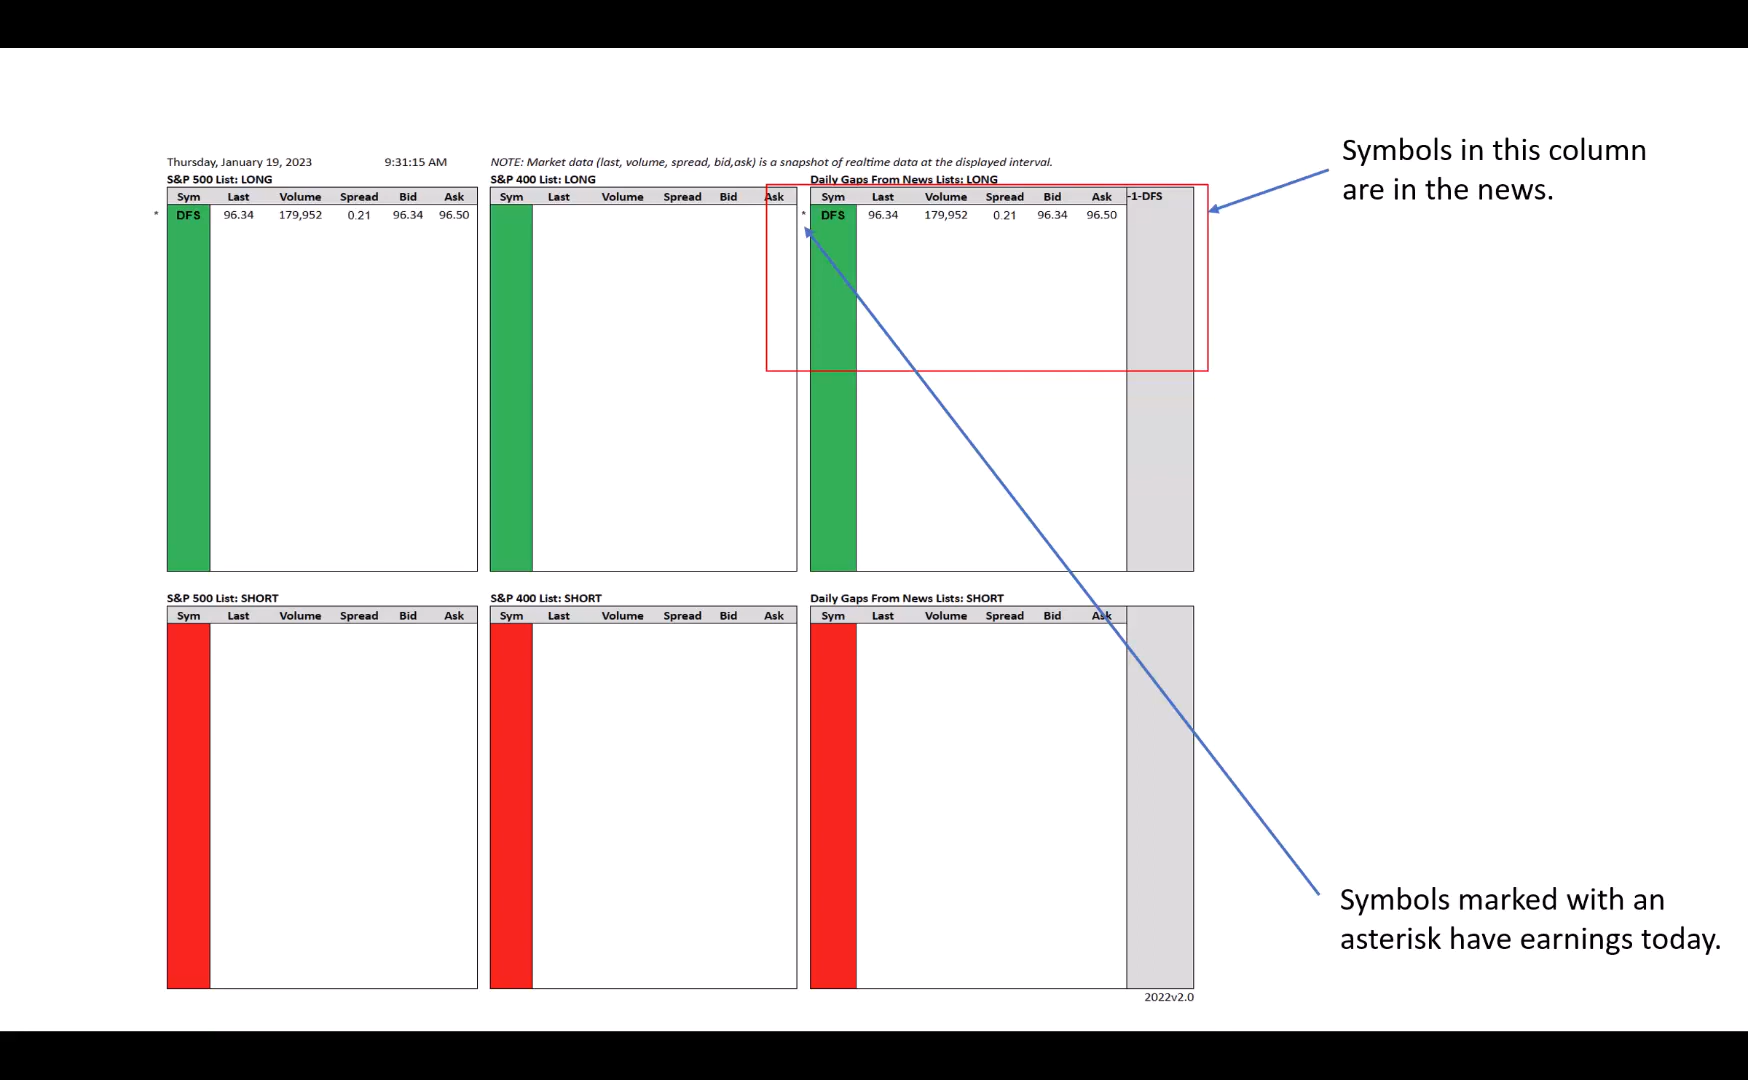 Thursday, January 19, 2023 9:31:15 AM NOTE: Market data (last, volume, spread, bid,ask) is a snapshot of realtime data at the displayed interval.
S&P 500 List: LONG S&P 400 List: LONG Daily Gaps From News Lists: LONG
Sym Last Volume Spread Bid Ask Sym Last Volume Spread Bid Ask Sym Last Volume Spread Bid Ask -1-DFS
* DFS 96.34 179,952 0.21 96.34 96.50 * DFS 96.34 179,952 0.21 96.34 96.50
Symbols in this column
are in the news.
S&P 500 List: SHORT S&P 400 List: SHORT Daily Gaps From News Lists: SHORT
Sym Last Volume Spread Bid Ask Sym Last Volume Spread Bid Ask Sym Last Volume Spread Bid Ask
Symbols marked with an
asterisk have earnings today.
2022v2.0